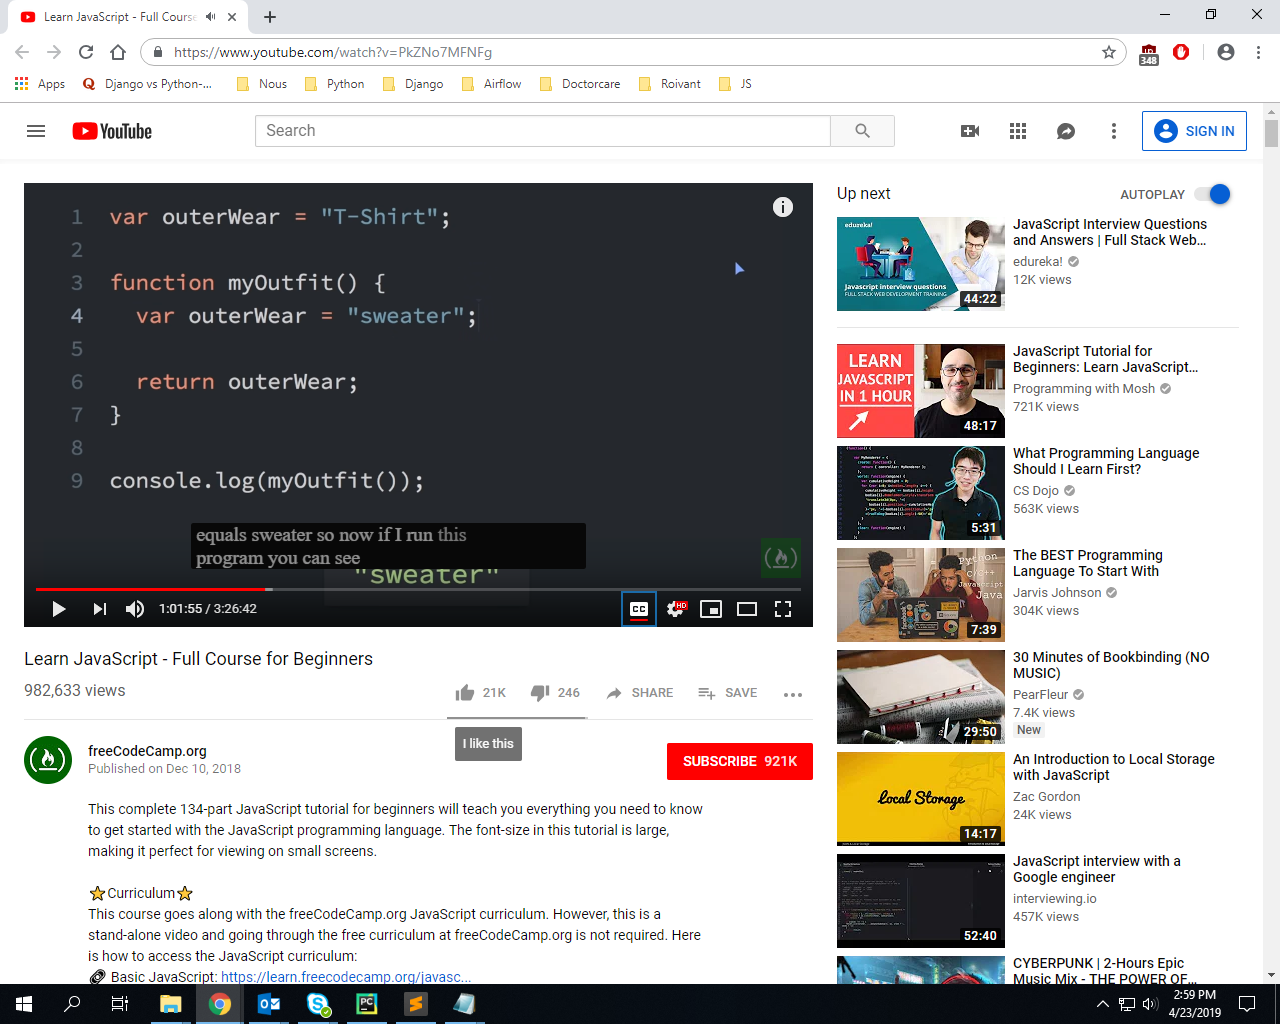 Learn JavaScript - Full Course
https://www.youtube.com/watch?v=PkZNo7MFNFg
348
Apps
Django vs Python-...
Nous
Python
Django
Airflow
Doctorcare
Roivant
JS
YouTube
Search
SIGN IN
1 var outerWear = "T-Shirt";
2
3 function myOutfit() {
4 var outerWear = "sweater";
5
6 return outerWear;
7 }
8
9 console.log(myOutfit());
equals sweater so now if I run this
program you can see
"sweater"
1:01:55 / 3:26:42
CC
HD
Learn JavaScript - Full Course for Beginners
982,633 views
21K
246
SHARE
SAVE
I like this
freeCodeCamp.org
Published on Dec 10, 2018
SUBSCRIBE 921K
This complete 134-part JavaScript tutorial for beginners will teach you everything you need to know
to get started with the JavaScript programming language. The font-size in this tutorial is large,
making it perfect for viewing on small screens.
⭐Curriculum⭐
This course goes along with the freeCodeCamp.org JavaScript curriculum. However, this is a
stand-alone video and going through the free curriculum at freeCodeCamp.org is not required. Here
is how to access the JavaScript curriculum:
🔗 Basic JavaScript: https://learn.freecodecamp.org/javasc...
Up next
AUTOPLAY
edureka!
Javascript interview questions
FULL STACK WEB DEVELOPMENT TRAINING
44:22
JavaScript Interview Questions
and Answers | Full Stack Web...
edureka!
12K views
LEARN
JAVASCRIPT
IN 1 HOUR
48:17
JavaScript Tutorial for
Beginners: Learn JavaScript...
Programming with Mosh
721K views
5:31
What Programming Language
Should I Learn First?
CS Dojo
563K views
Python
C/C++
Javascript
Java
7:39
The BEST Programming
Language To Start With
Jarvis Johnson
304K views
29:50
30 Minutes of Bookbinding (NO
MUSIC)
PearFleur
7.4K views
New
Local Storage
14:17
An Introduction to Local Storage
with JavaScript
Zac Gordon
24K views
52:40
JavaScript interview with a
Google engineer
interviewing.io
457K views
CYBERPUNK | 2-Hours Epic
Music Mix - THE POWER OF...
2:59 PM
4/23/2019